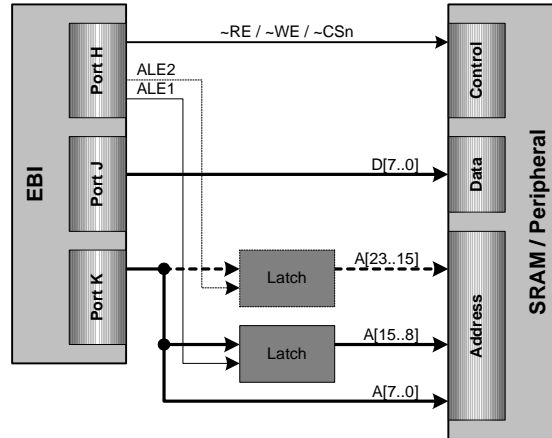 ~RE / ~WE / ~CSn
ALE2
ALE1
Port H
Control
D[7..0]
Port J
Data
EBI
SRAM / Peripheral
A[23..15]
Latch
Port K
Address
A[15..8]
Latch
A[7..0]